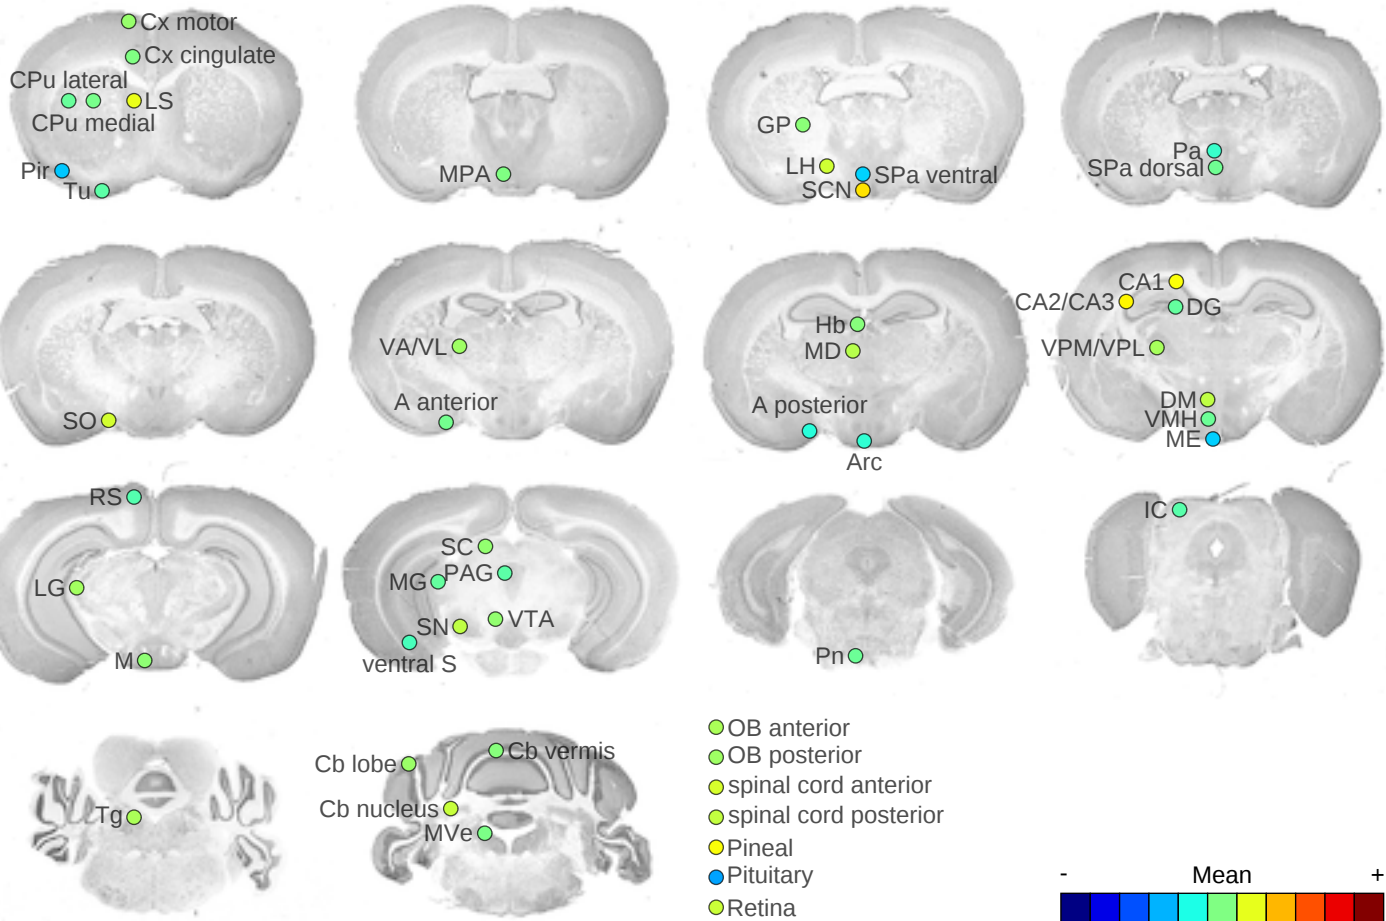 Cx motor
Cx cingulate
CPu lateral
LS
CPu medial
Pir
Tu
MPA
GP
LH
SPa ventral
SCN
Pa
SPa dorsal
SO
VA/VL
A anterior
Hb
MD
A posterior
Arc
CA1
CA2/CA3
DG
VPM/VPL
DM
VMH
ME
RS
LG
M
SC
MG
PAG
SN
VTA
ventral S
Pn
IC
Tg
Cb lobe
Cb vermis
Cb nucleus
MVe
OB anterior
OB posterior
spinal cord anterior
spinal cord posterior
Pineal
Pituitary
Retina
- Mean +